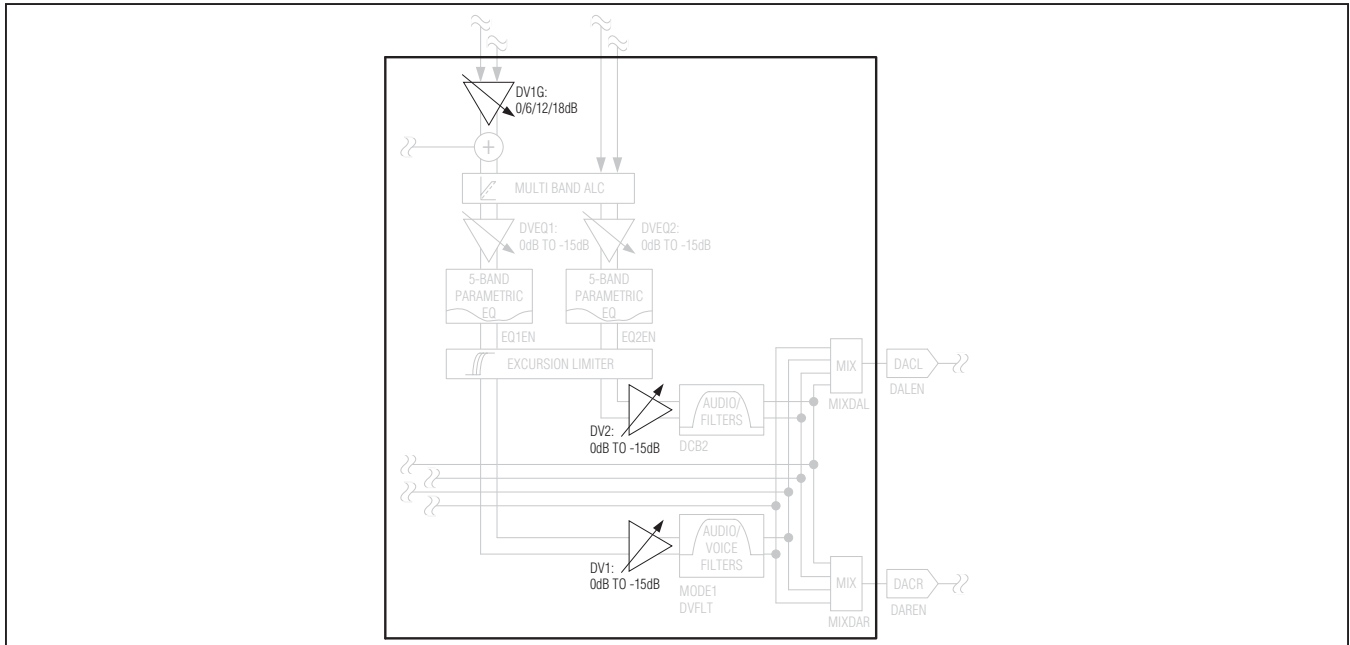 DV1G:
0/6/12/18dB
+
MULTI BAND ALC
DVEQ1:
0dB TO -15dB
DVEQ2:
0dB TO -15dB
5-BAND
PARAMETRIC
EQ
EQ1EN
5-BAND
PARAMETRIC
EQ
EQ2EN
EXCURSION LIMITER
DV2:
0dB TO -15dB
AUDIO/
FILTERS
DCB2
MIX
MIXDAL
DACL
DALEN
DV1:
0dB TO -15dB
AUDIO/
VOICE
FILTERS
MODE1
DVFLT
MIX
MIXDAR
DACR
DAREN